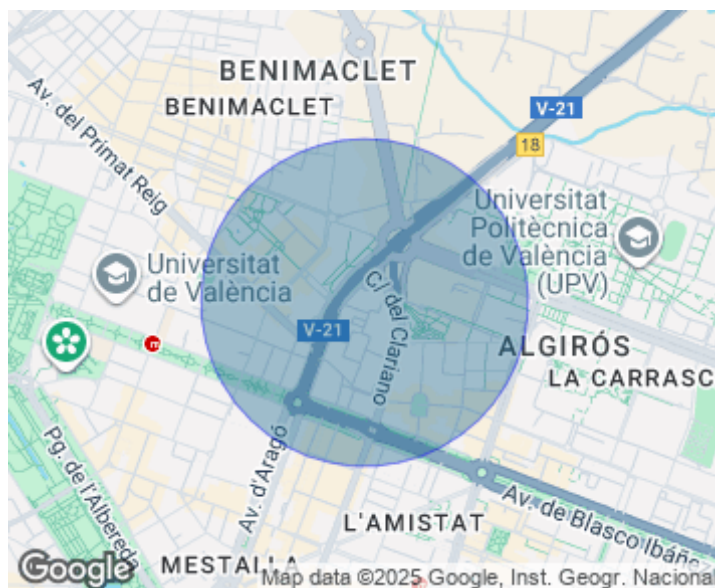 BENIMACLET
BENIMACLET
V-21
18
Av. del Primat Reig
Universitat
Politècnica
de València
(UPV)
Universitat
de València
C/ del Clariano
V-21
ALGIRÓS
LA CARRASC
Av. d'Aragó
Pg. de l'Albereda
Av. de Blasco Ibáñe
L'AMISTAT
MESTALLA
Google
Map data ©2025 Google, Inst. Geogr. Nacional